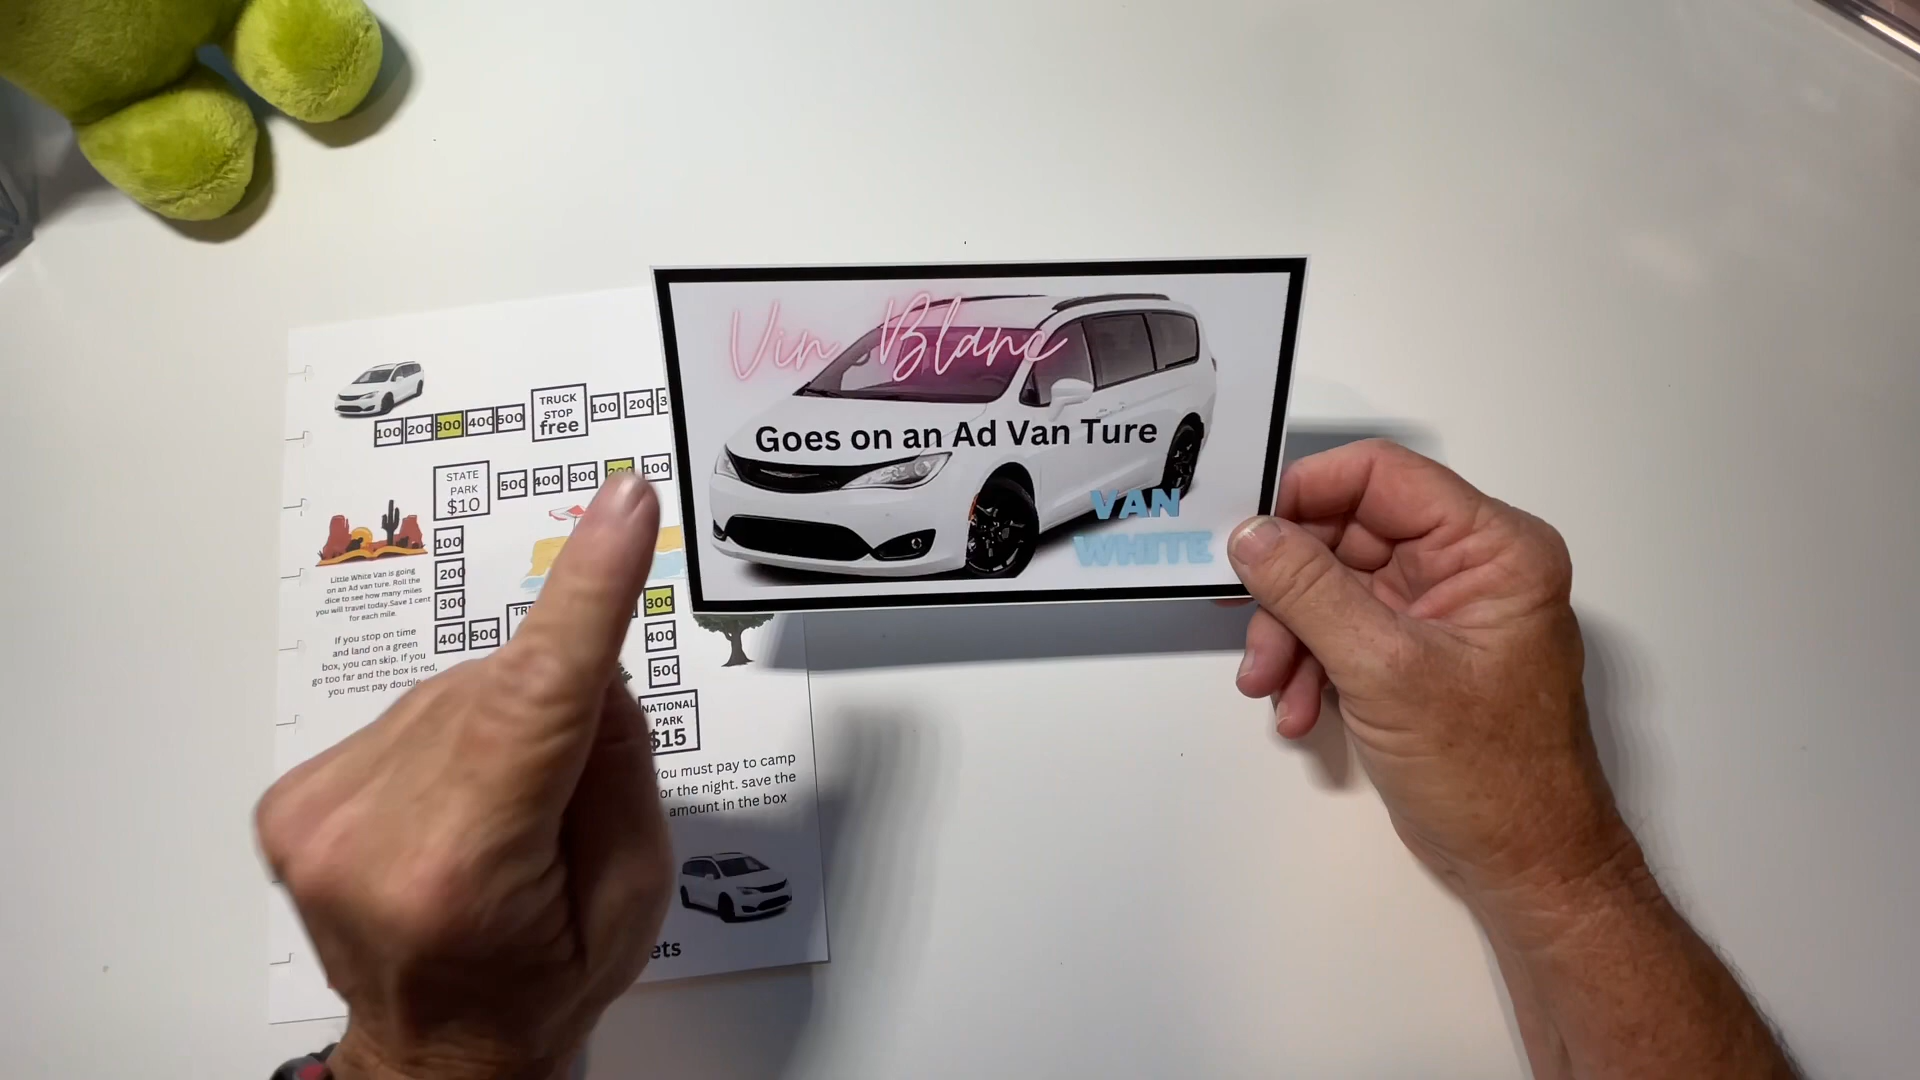 Vin Blanc
Goes on an Ad Van Ture
VAN
WHITE
100 200 300 400 500
TRUCK
STOP
free
100 200
STATE
PARK
$10
500 400 300 200 100
100
200
300
400 500
300
400
500
Little White Van is going
on an Ad van ture. Roll the
dice to see how many miles
you will travel today. Save 1 cent
for each mile.
If you stop on time
and land on a green
box, you can skip. If you
go too far and the box is red,
you must pay double
NATIONAL
PARK
$15
You must pay to camp
for the night. save the
amount in the box